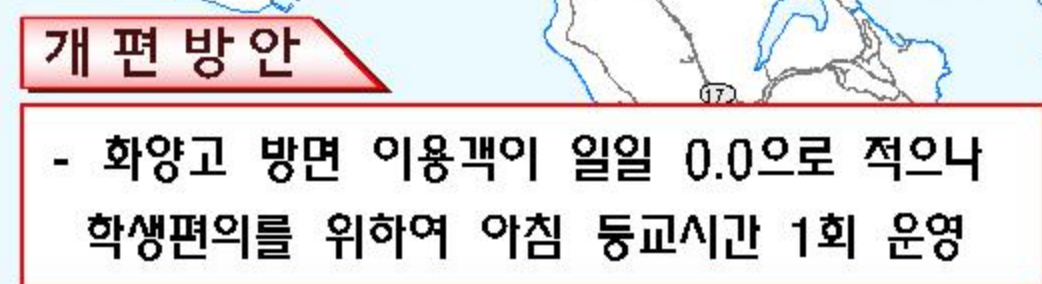 개편방안
17
- 화양고 방면 이용객이 일일 0.0으로 적으나
학생편의를 위하여 아침 등교시간 1회 운영